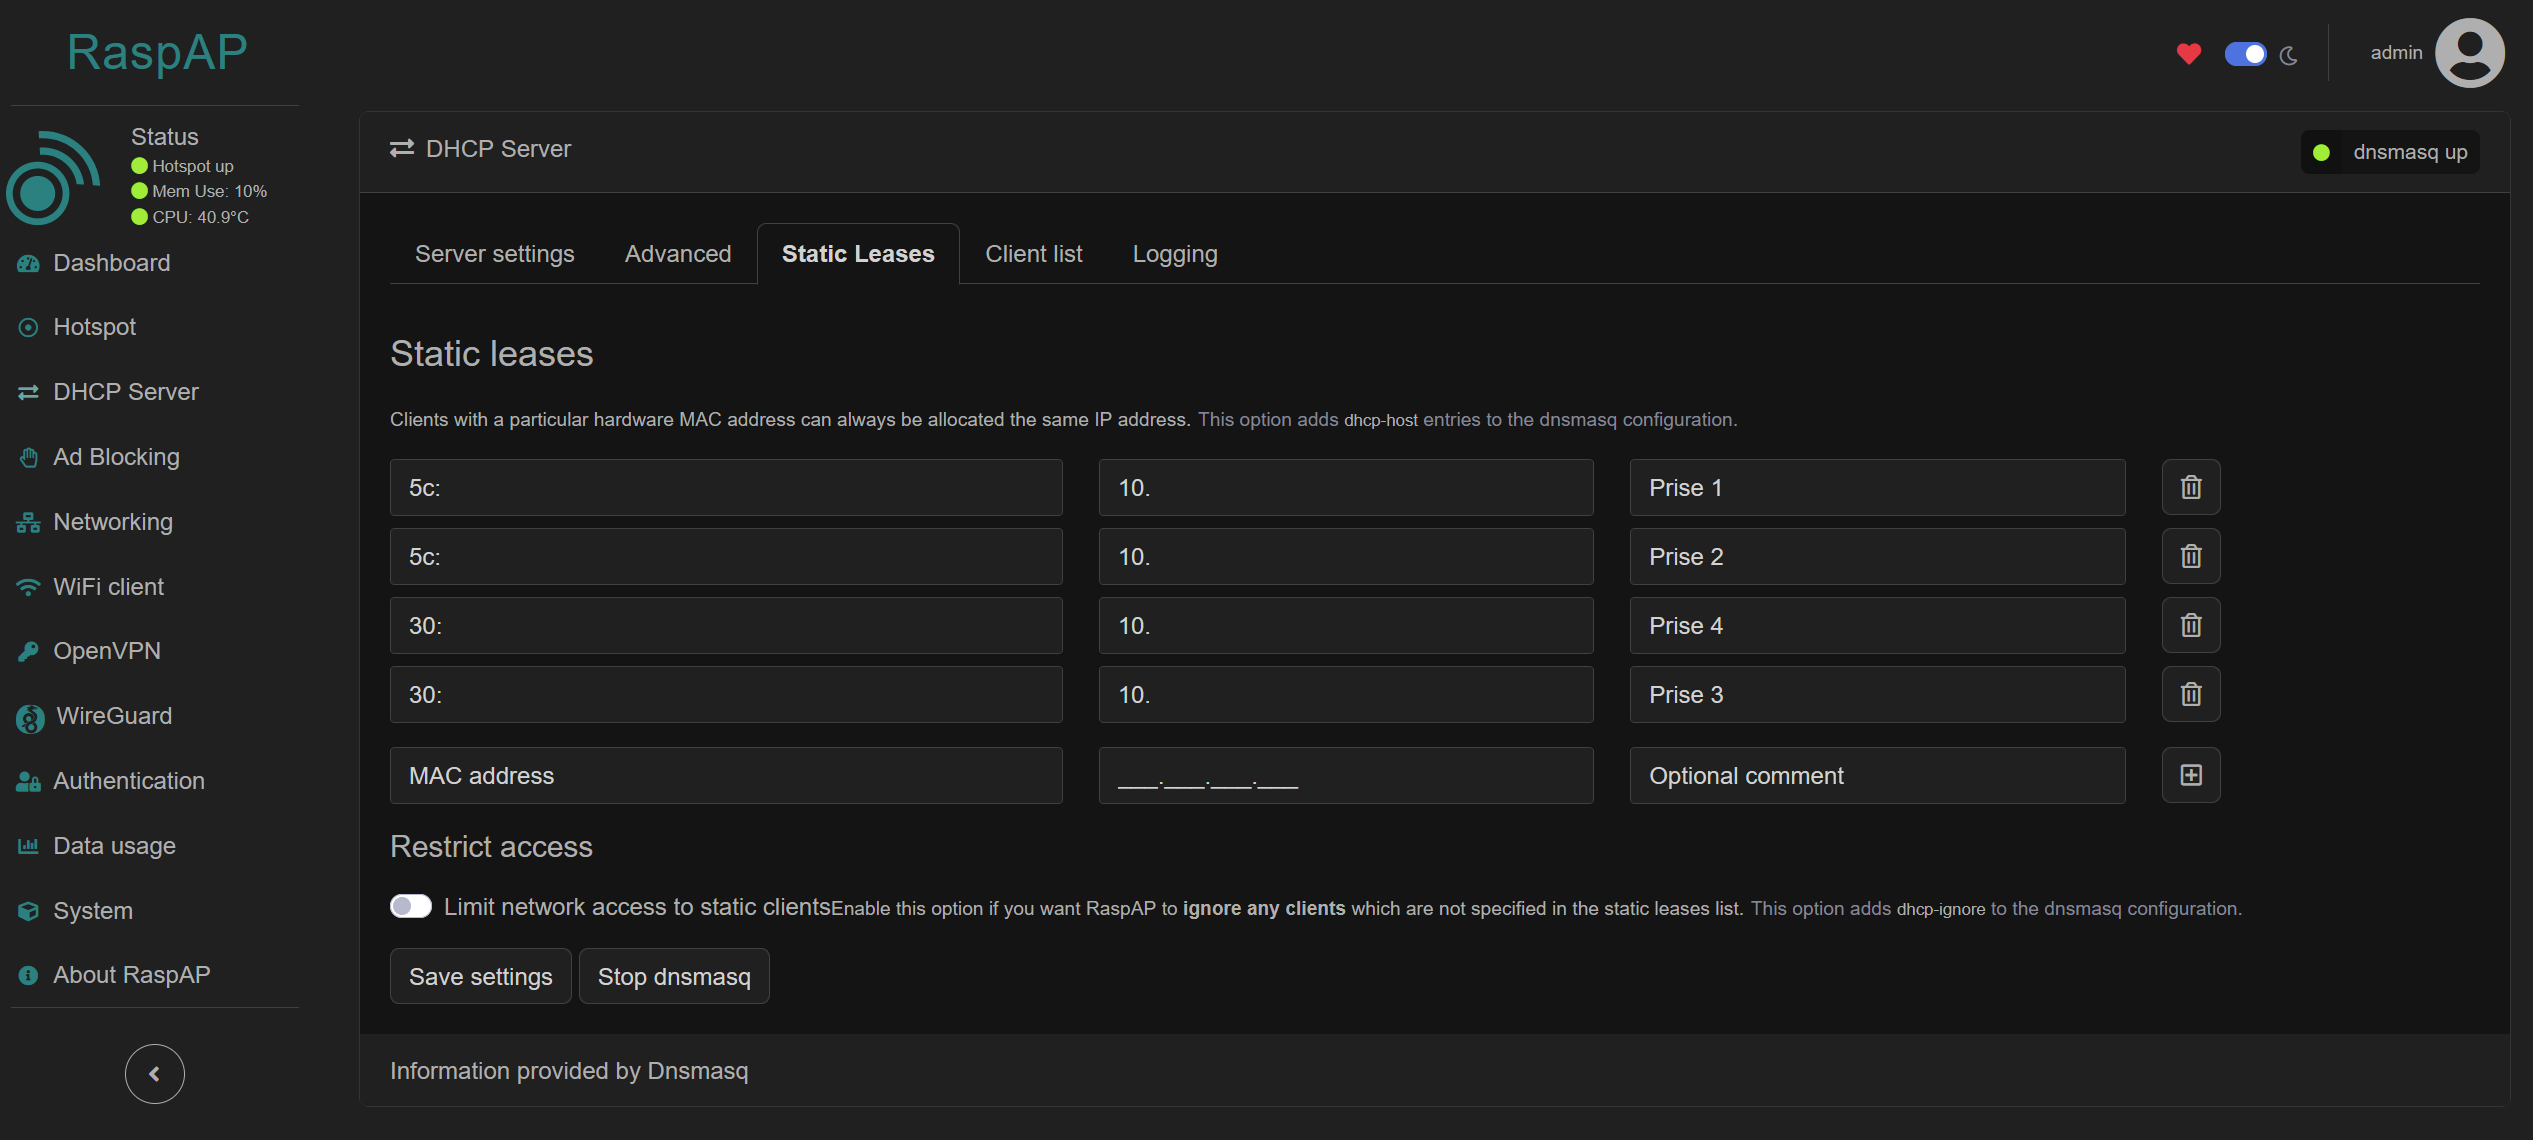 RaspAP
admin
Status
Hotspot up
Mem Use: 10%
CPU: 40.9°C
Dashboard
Hotspot
DHCP Server
Ad Blocking
Networking
WiFi client
OpenVPN
WireGuard
Authentication
Data usage
System
About RaspAP
DHCP Server
dnsmasq up
Server settings Advanced Static Leases Client list Logging
Static leases
Clients with a particular hardware MAC address can always be allocated the same IP address. This option adds dhcp-host entries to the dnsmasq configuration.
5c: 10. Prise 1
5c: 10. Prise 2
30: 10. Prise 4
30: 10. Prise 3
MAC address ___.___.___.___ Optional comment
Restrict access
Limit network access to static clientsEnable this option if you want RaspAP to ignore any clients which are not specified in the static leases list. This option adds dhcp-ignore to the dnsmasq configuration.
Save settings Stop dnsmasq
Information provided by Dnsmasq